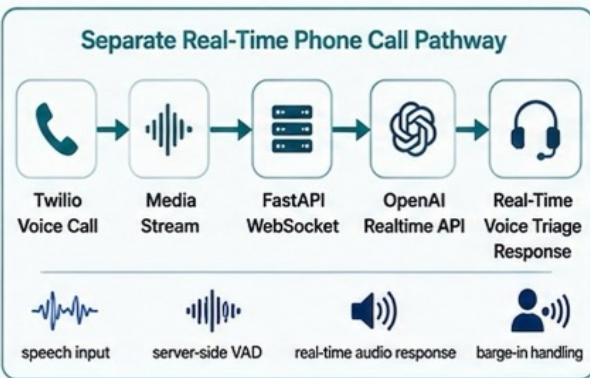 Separate Real-Time Phone Call Pathway
Twilio
Voice Call
Media
Stream
FastAPI
WebSocket
OpenAI
Realtime API
Real-Time
Voice Triage
Response
speech input
server-side VAD
real-time audio response
barge-in handling